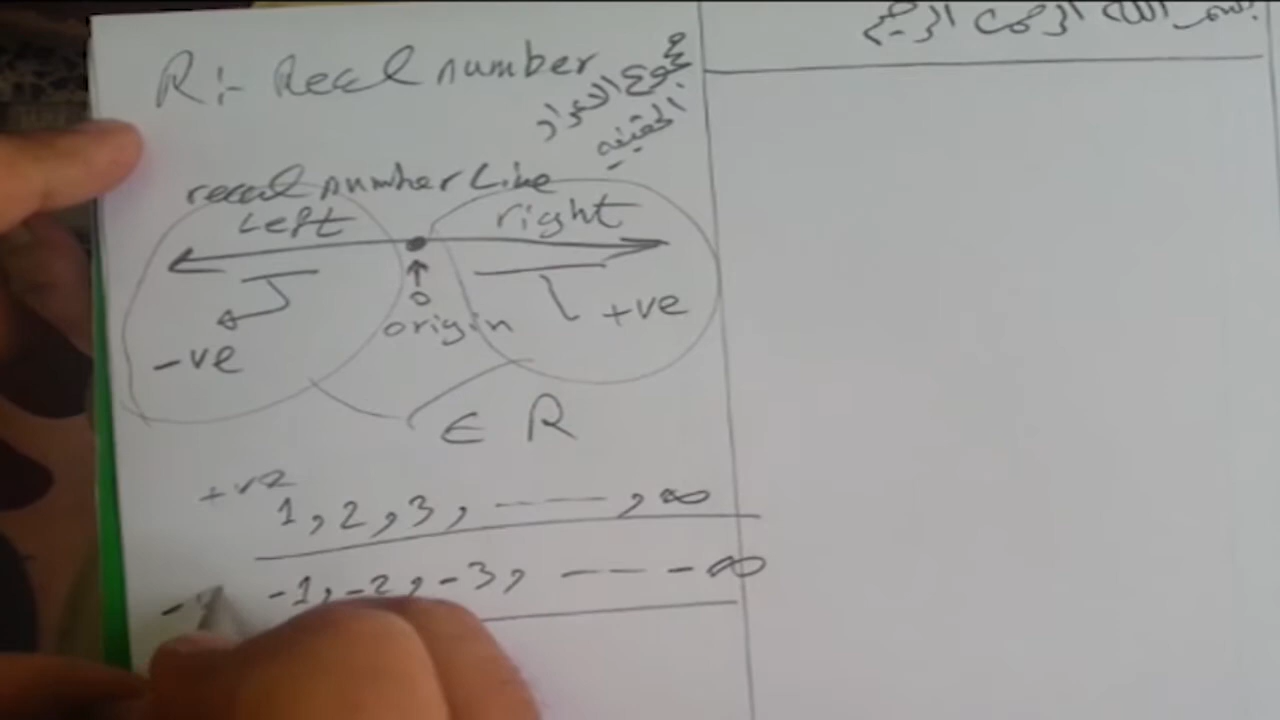 بسم الله الرحمن الرحيم
R :- Real number
مجموع الاعداد
الحقيقيه
real number Line
Left right
0
origin
-ve +ve
∈ R
+ve 1, 2, 3, ----, ∞
-1, -2, -3, ---- -∞